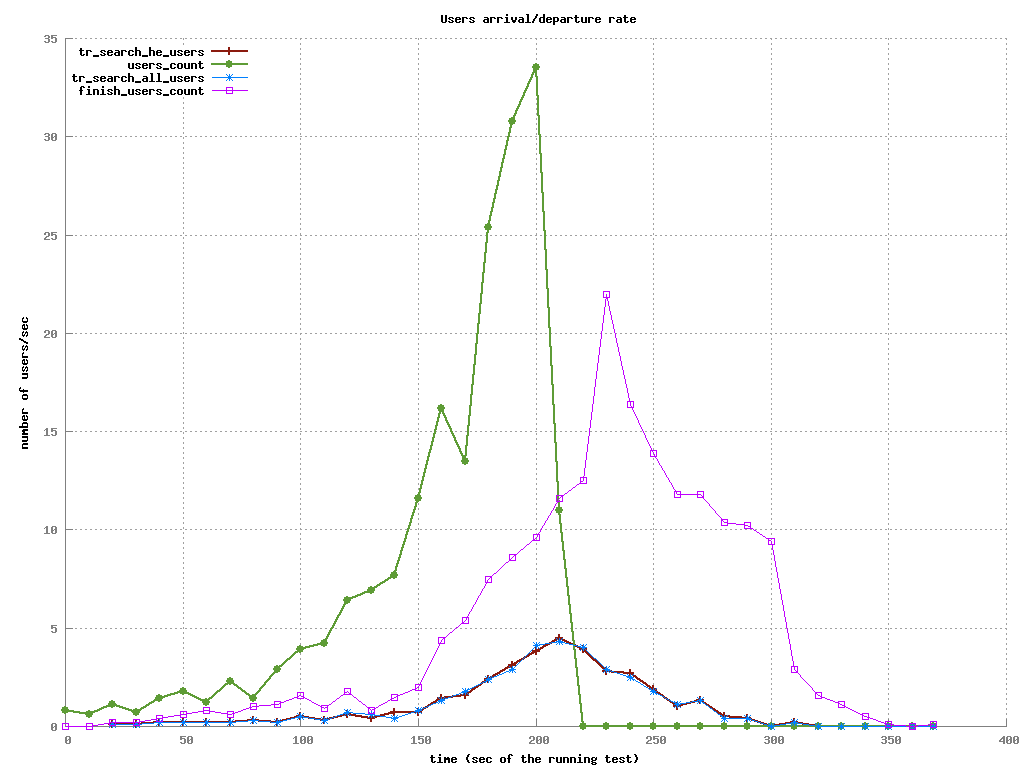 Users arrival/departure rate
tr_search_he_users
users_count
tr_search_all_users
finish_users_count
35
30
25
20
15
10
5
0
number of users/sec
0 50 100 150 200 250 300 350 400
time (sec of the running test)